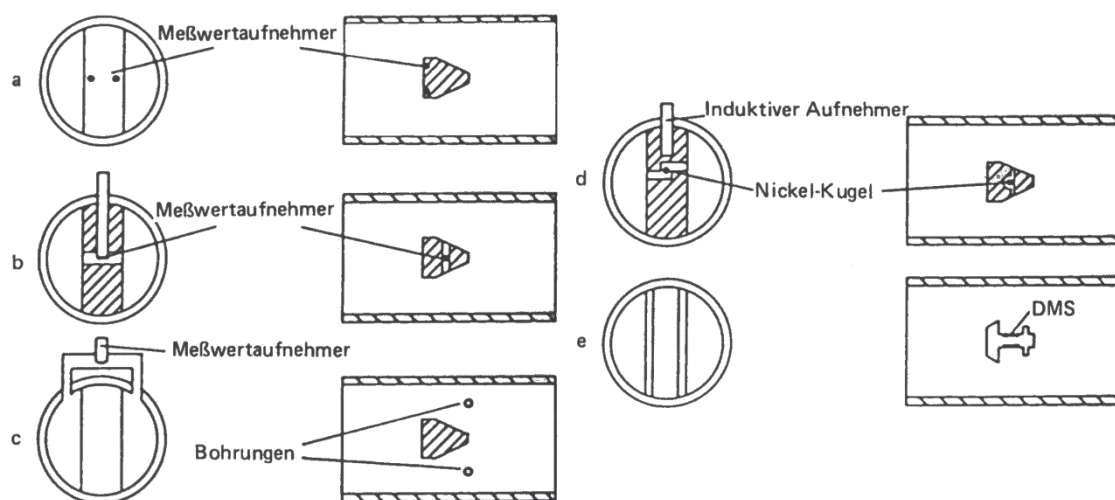 a
Meßwertaufnehmer
b
Meßwertaufnehmer
c
Meßwertaufnehmer
Bohrungen
d
Induktiver Aufnehmer
Nickel-Kugel
e
DMS